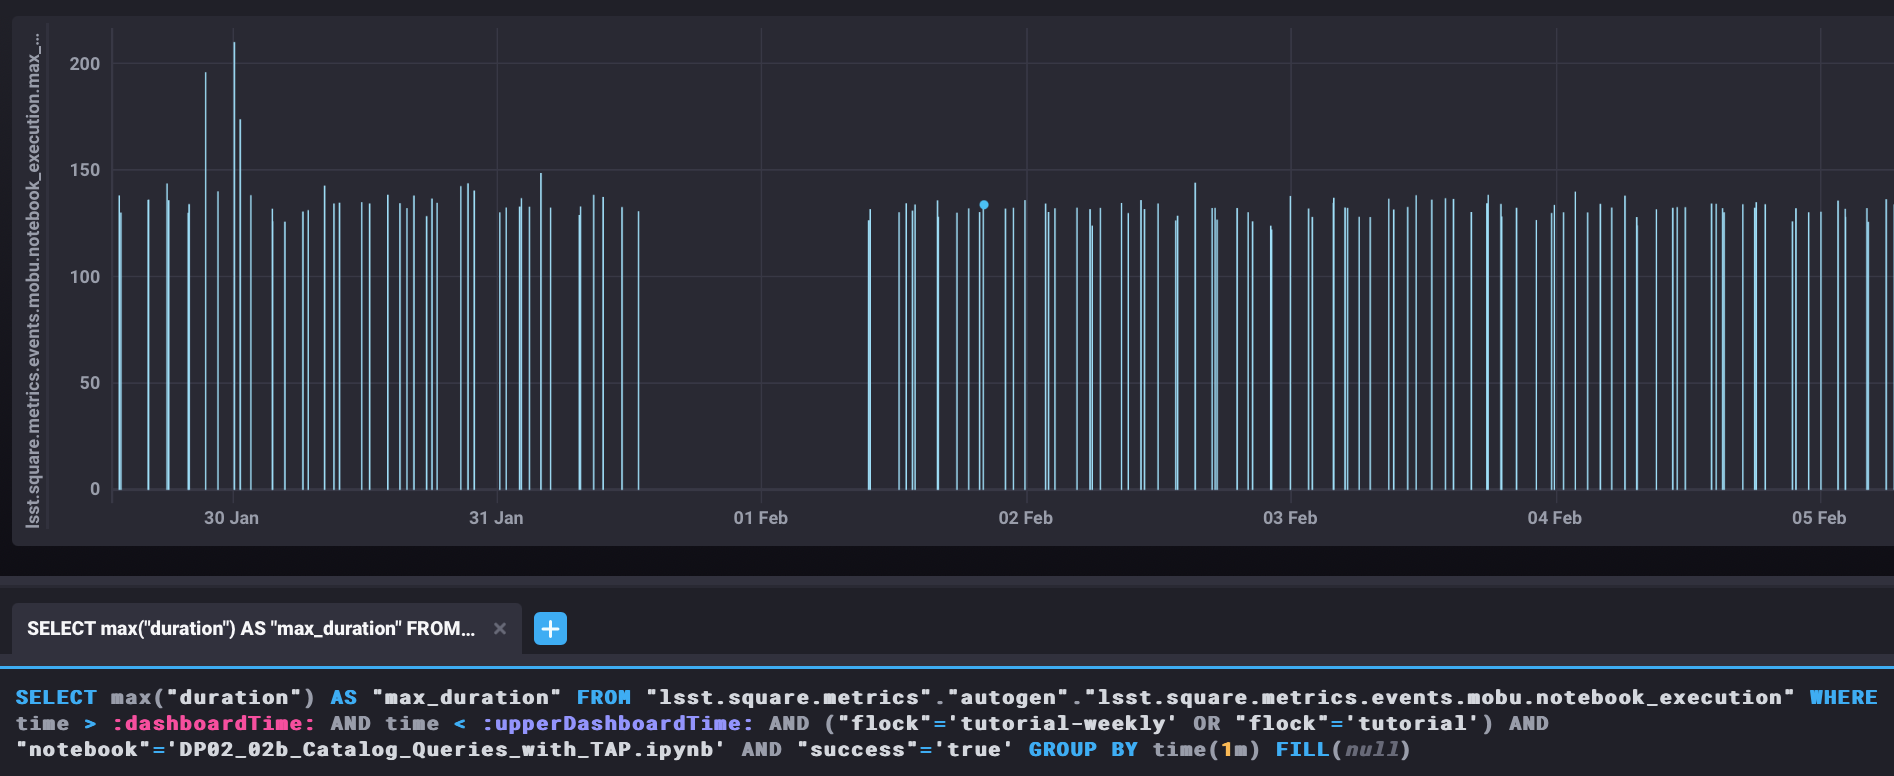 lsst.square.metrics.events.mobu.notebook_execution.max_...
200
150
100
50
0
30 Jan 31 Jan 01 Feb 02 Feb 03 Feb 04 Feb 05 Feb
SELECT max("duration") AS "max_duration" FROM... ×
+
SELECT max("duration") AS "max_duration" FROM "lsst.square.metrics"."autogen"."lsst.square.metrics.events.mobu.notebook_execution" WHERE
time > :dashboardTime: AND time < :upperDashboardTime: AND ("flock"='tutorial-weekly' OR "flock"='tutorial') AND
"notebook"='DP02_02b_Catalog_Queries_with_TAP.ipynb' AND "success"='true' GROUP BY time(1m) FILL(null)